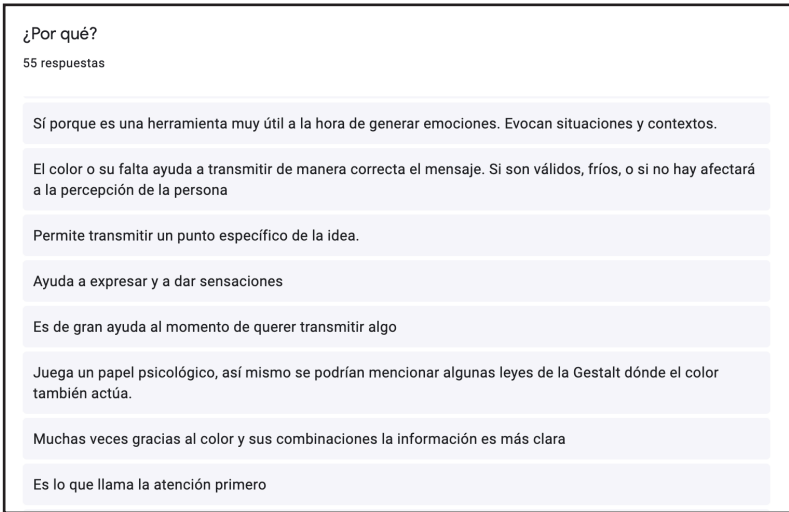 ¿Por qué?
55 respuestas
Sí porque es una herramienta muy útil a la hora de generar emociones. Evocan situaciones y contextos.
El color o su falta ayuda a transmitir de manera correcta el mensaje. Si son válidos, fríos, o si no hay afectará
a la percepción de la persona
Permite transmitir un punto específico de la idea.
Ayuda a expresar y a dar sensaciones
Es de gran ayuda al momento de querer transmitir algo
Juega un papel psicológico, así mismo se podrían mencionar algunas leyes de la Gestalt dónde el color
también actúa.
Muchas veces gracias al color y sus combinaciones la información es más clara
Es lo que llama la atención primero